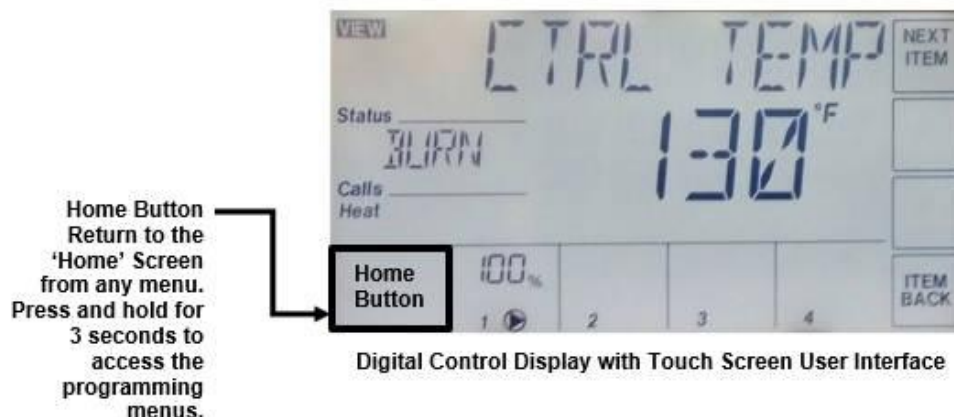 VIEW
CTRL TEMP
NEXT
ITEM
Status
130 °F
BURN
Calls
Heat
Home Button
Return to the
‘Home’ Screen
from any menu.
Press and hold for
3 seconds to
access the
programming
menus.
Home
Button
100%
1
2
3
4
ITEM
BACK
Digital Control Display with Touch Screen User Interface